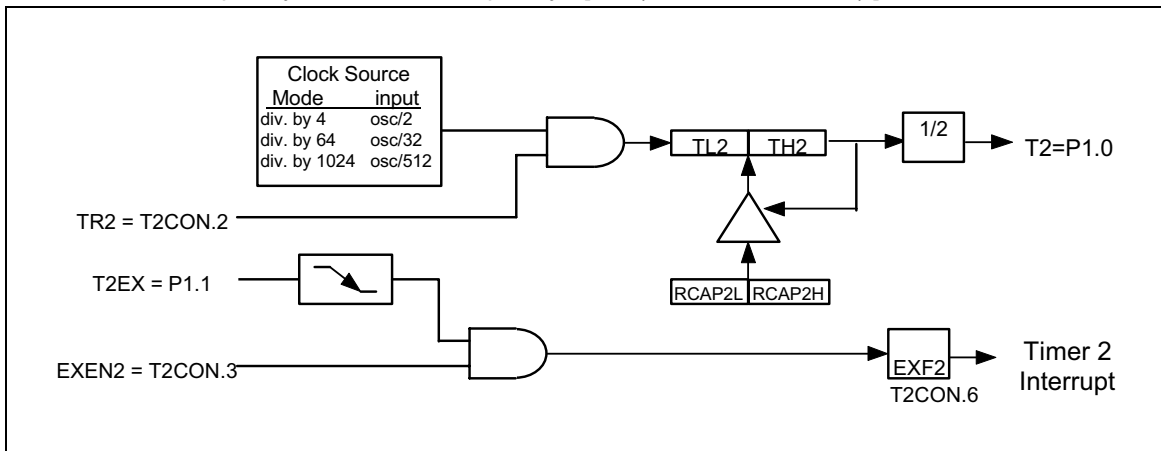 Clock Source
Mode input
div. by 4 osc/2
div. by 64 osc/32
div. by 1024 osc/512
TL2 TH2
1/2
T2=P1.0
TR2 = T2CON.2
T2EX = P1.1
RCAP2L RCAP2H
EXEN2 = T2CON.3
EXF2
T2CON.6
Timer 2
Interrupt